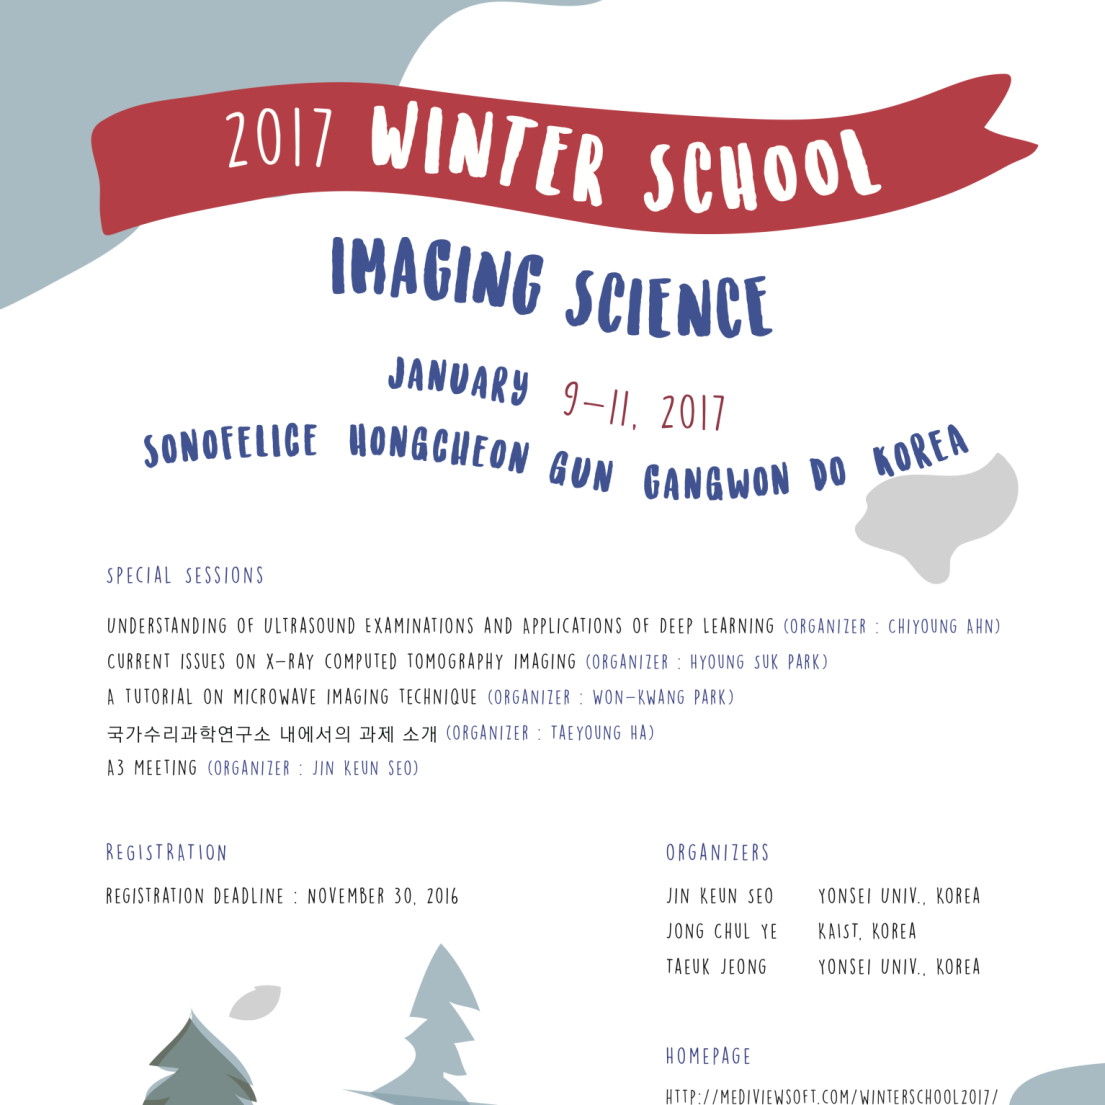 2017 WINTER SCHOOL
IMAGING SCIENCE
JANUARY 9-11, 2017
SONOFELICE HONGCHEON GUN GANGWON DO KOREA
SPECIAL SESSIONS
UNDERSTANDING OF ULTRASOUND EXAMINATIONS AND APPLICATIONS OF DEEP LEARNING (ORGANIZER : CHIYOUNG AHN)
CURRENT ISSUES ON X-RAY COMPUTED TOMOGRAPHY IMAGING (ORGANIZER : HYOUNG SUK PARK)
A TUTORIAL ON MICROWAVE IMAGING TECHNIQUE (ORGANIZER : WON-KWANG PARK)
국가수리과학연구소 내에서의 과제 소개 (ORGANIZER : TAEYOUNG HA)
A3 MEETING (ORGANIZER : JIN KEUN SEO)
REGISTRATION
REGISTRATION DEADLINE : NOVEMBER 30, 2016
ORGANIZERS
JIN KEUN SEO YONSEI UNIV., KOREA
JONG CHUL YE KAIST, KOREA
TAEUK JEONG YONSEI UNIV., KOREA
HOMEPAGE
HTTP://MEDIVIEWSOFT.COM/WINTERSCHOOL2017/